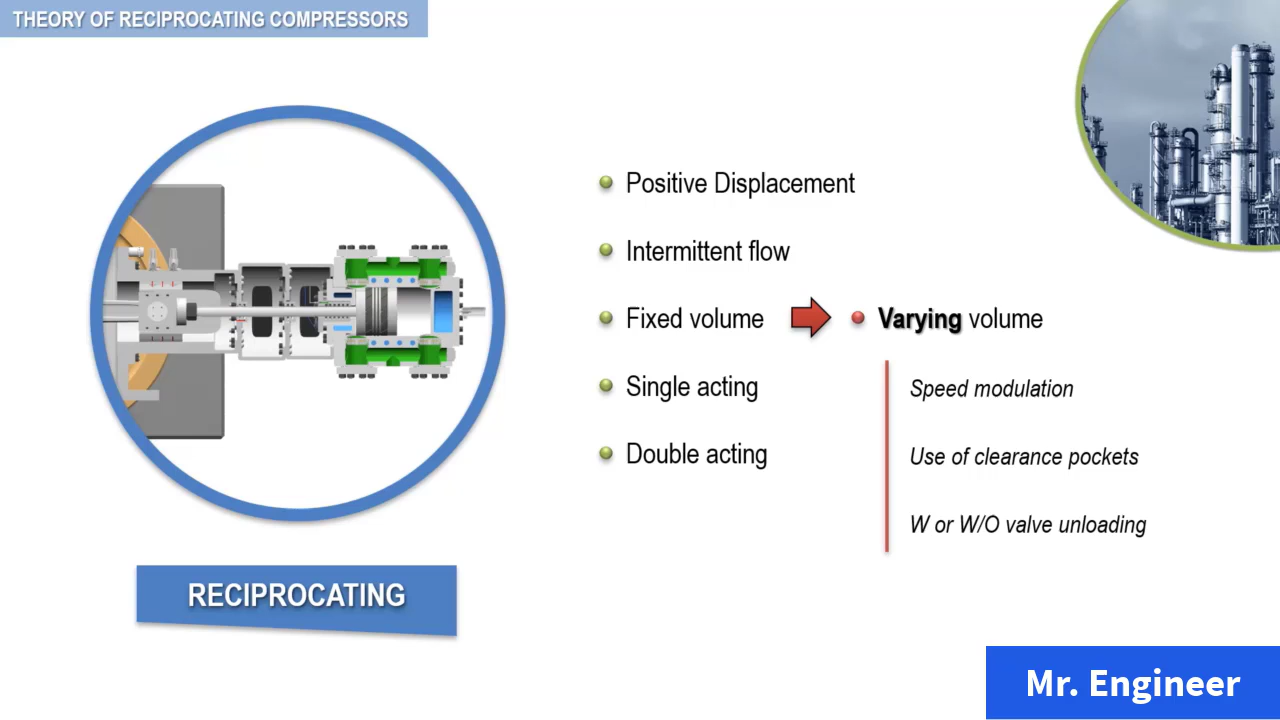 THEORY OF RECIPROCATING COMPRESSORS
Positive Displacement
Intermittent flow
Fixed volume
Varying volume
Single acting
Speed modulation
Double acting
Use of clearance pockets
W or W/O valve unloading
RECIPROCATING
Mr. Engineer